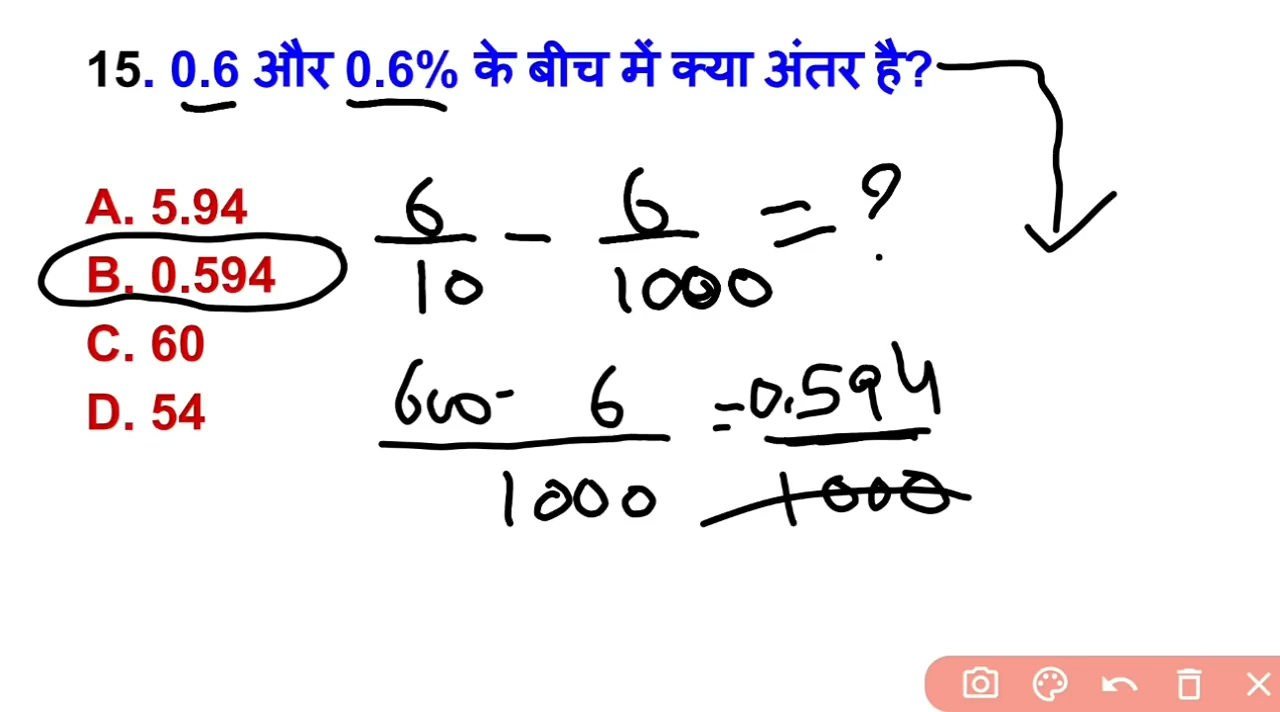 15. 0.6 और 0.6% के बीच में क्या अंतर है?
A. 5.94
B. 0.594
C. 60
D. 54
6/10 - 6/1000 = ?
600 - 6 / 1000 = 0.594 / 1000